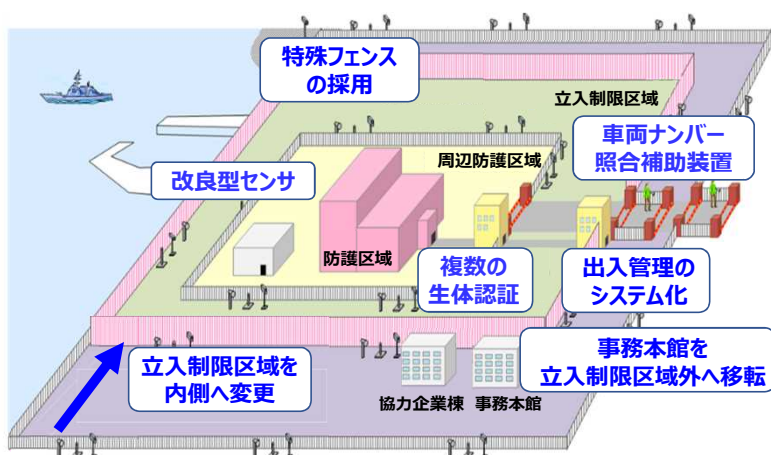 特殊フェンス
の採用
立入制限区域
車両ナンバー
照合補助装置
周辺防護区域
改良型センサ
防護区域
複数の
生体認証
出入管理の
システム化
立入制限区域を
内側へ変更
事務本館を
立入制限区域外へ移転
協力企業棟
事務本館